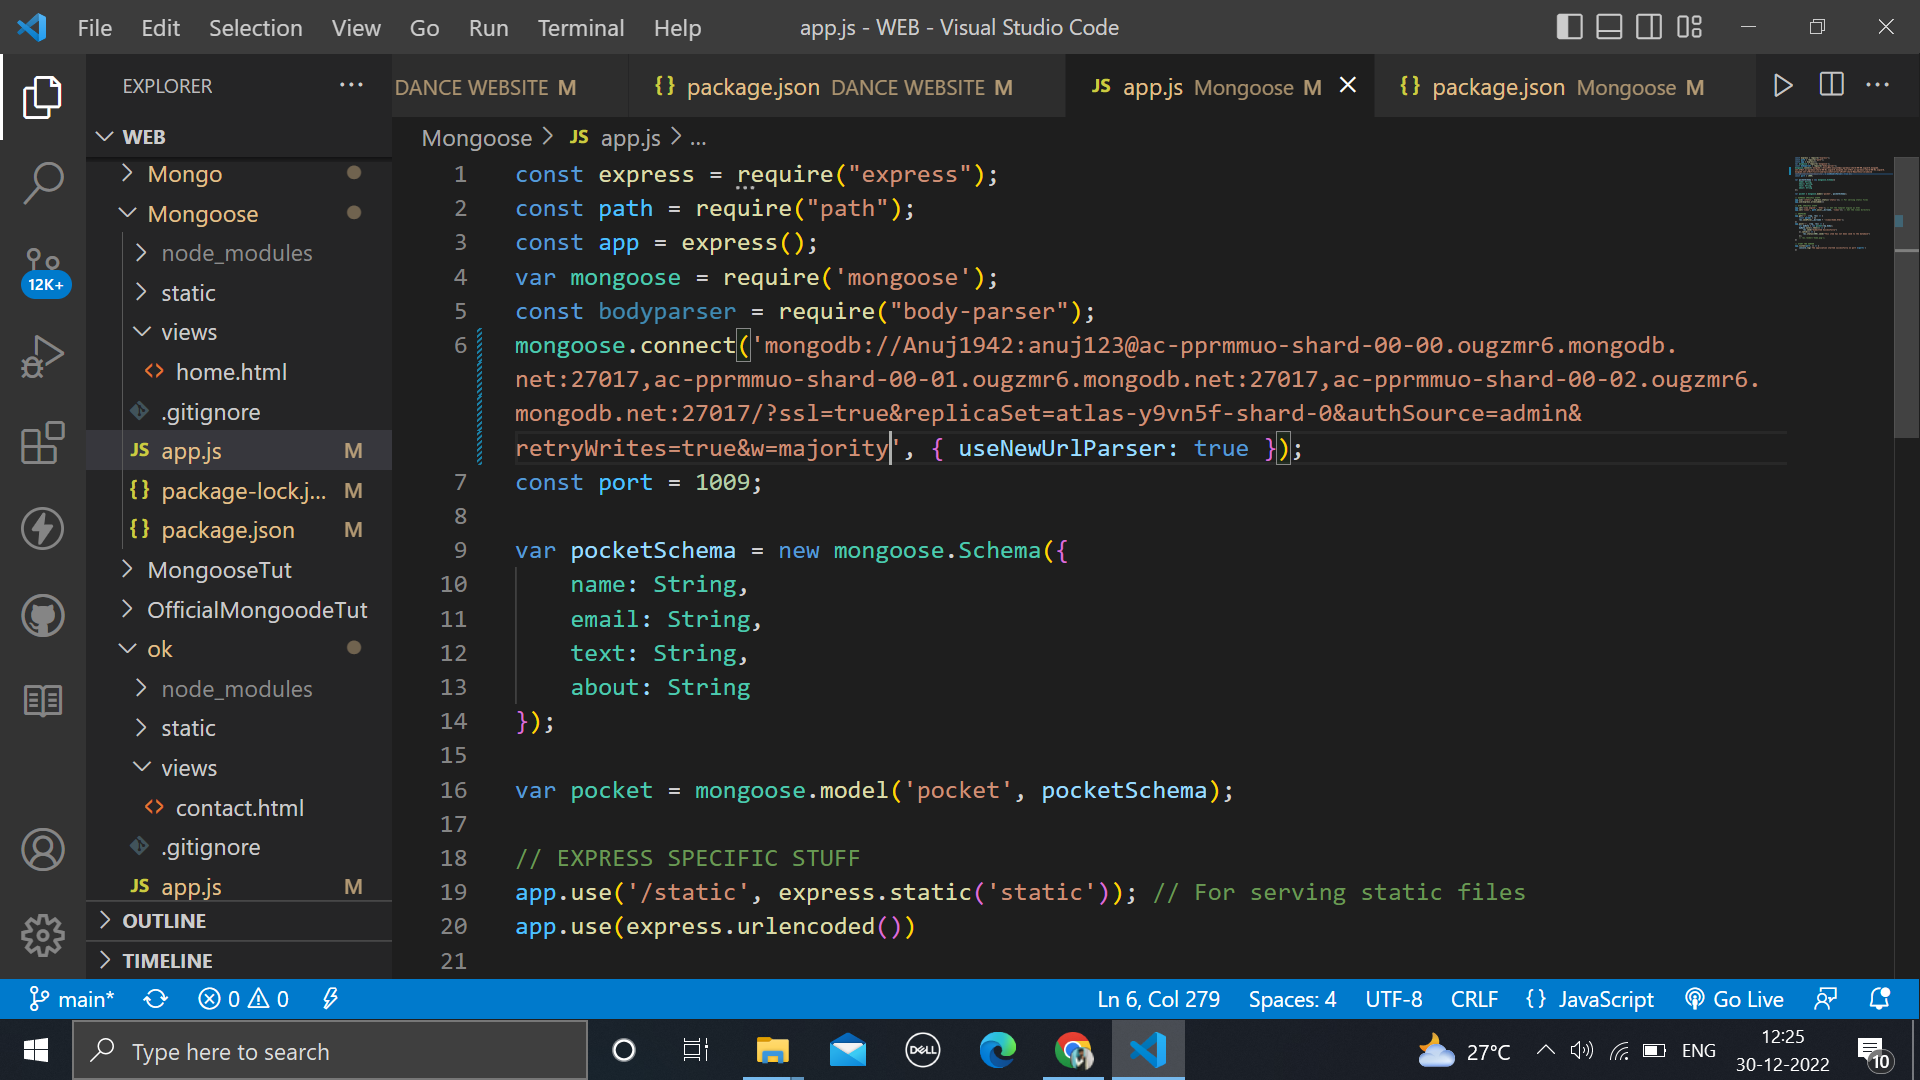 File Edit Selection View Go Run Terminal Help
app.js - WEB - Visual Studio Code
EXPLORER
DANCE WEBSITE M
{} package.json DANCE WEBSITE M
JS app.js Mongoose M
{} package.json Mongoose M
WEB
Mongo
Mongoose
node_modules
static
views
<> home.html
.gitignore
JS app.js M
{} package-lock.j... M
{} package.json M
MongooseTut
OfficialMongoodeTut
ok
node_modules
static
views
<> contact.html
.gitignore
JS app.js M
OUTLINE
TIMELINE
12K+
Mongoose > JS app.js > ...
1 const express = require("express");
2 const path = require("path");
3 const app = express();
4 var mongoose = require('mongoose');
5 const bodyparser = require("body-parser");
6 mongoose.connect('mongodb://Anuj1942:anuj123@ac-pprmmuo-shard-00-00.ougzmr6.mongodb.
net:27017,ac-pprmmuo-shard-00-01.ougzmr6.mongodb.net:27017,ac-pprmmuo-shard-00-02.ougzmr6.
mongodb.net:27017/?ssl=true&replicaSet=atlas-y9vn5f-shard-0&authSource=admin&
retryWrites=true&w=majority', { useNewUrlParser: true });
7 const port = 1009;
8
9 var pocketSchema = new mongoose.Schema({
10 name: String,
11 email: String,
12 text: String,
13 about: String
14 });
15
16 var pocket = mongoose.model('pocket', pocketSchema);
17
18 // EXPRESS SPECIFIC STUFF
19 app.use('/static', express.static('static')); // For serving static files
20 app.use(express.urlencoded())
21
main* 0 0
Ln 6, Col 279 Spaces: 4 UTF-8 CRLF {} JavaScript Go Live
Type here to search
DELL
27°C
ENG
12:25
30-12-2022
10